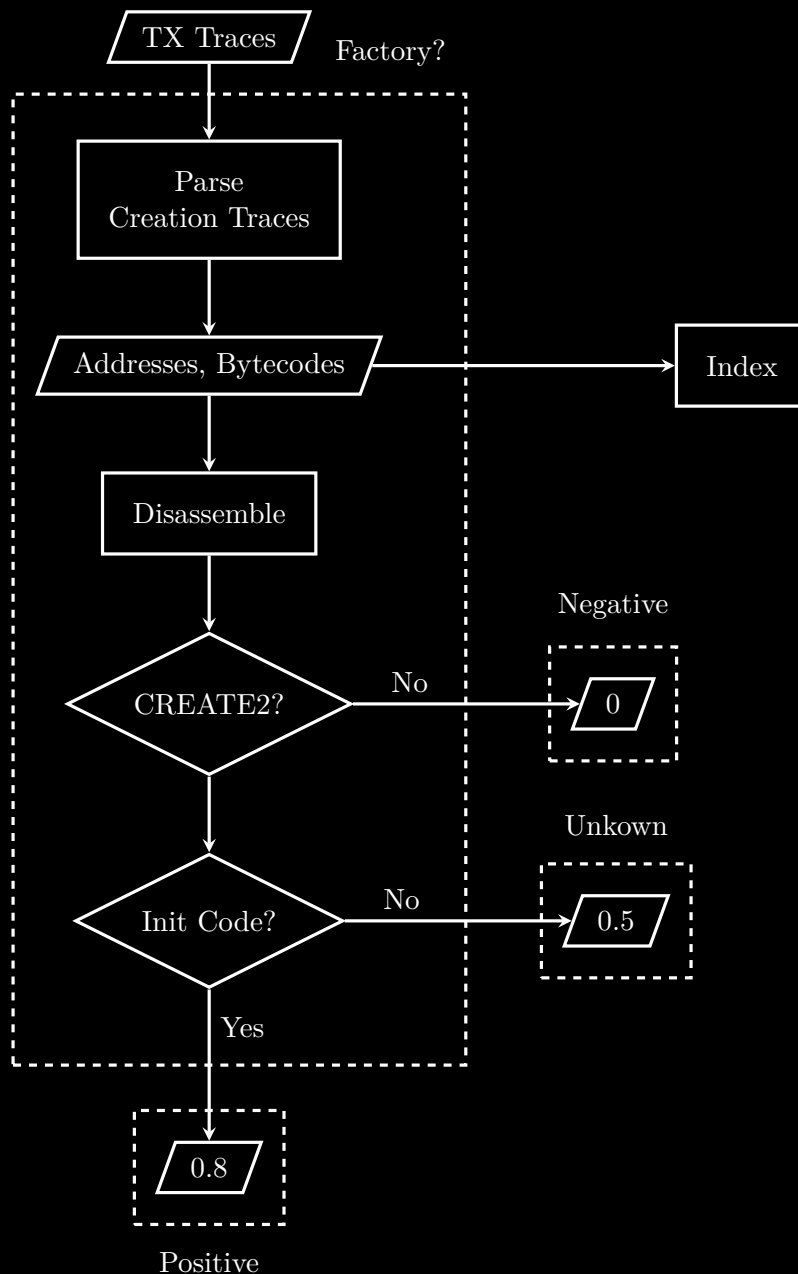 TX Traces
Factory?
Parse
Creation Traces
Addresses, Bytecodes
Index
Disassemble
Negative
CREATE2?
No
0
Unkown
Init Code?
No
0.5
Yes
0.8
Positive